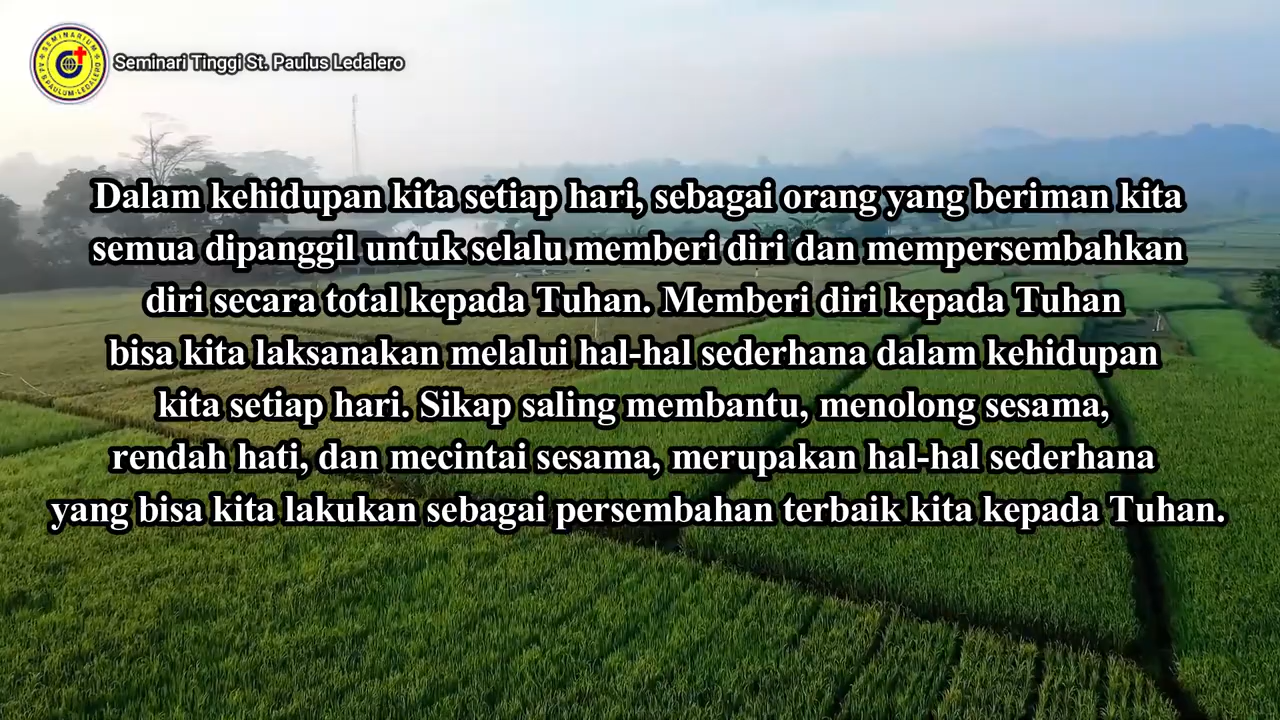 SEMINARIUM
Seminari Tinggi St. Paulus Ledalero
Dalam kehidupan kita setiap hari, sebagai orang yang beriman kita
semua dipanggil untuk selalu memberi diri dan mempersembahkan
diri secara total kepada Tuhan. Memberi diri kepada Tuhan
bisa kita laksanakan melalui hal-hal sederhana dalam kehidupan
kita setiap hari. Sikap saling membantu, menolong sesama,
rendah hati, dan mecintai sesama, merupakan hal-hal sederhana
yang bisa kita lakukan sebagai persembahan terbaik kita kepada Tuhan.